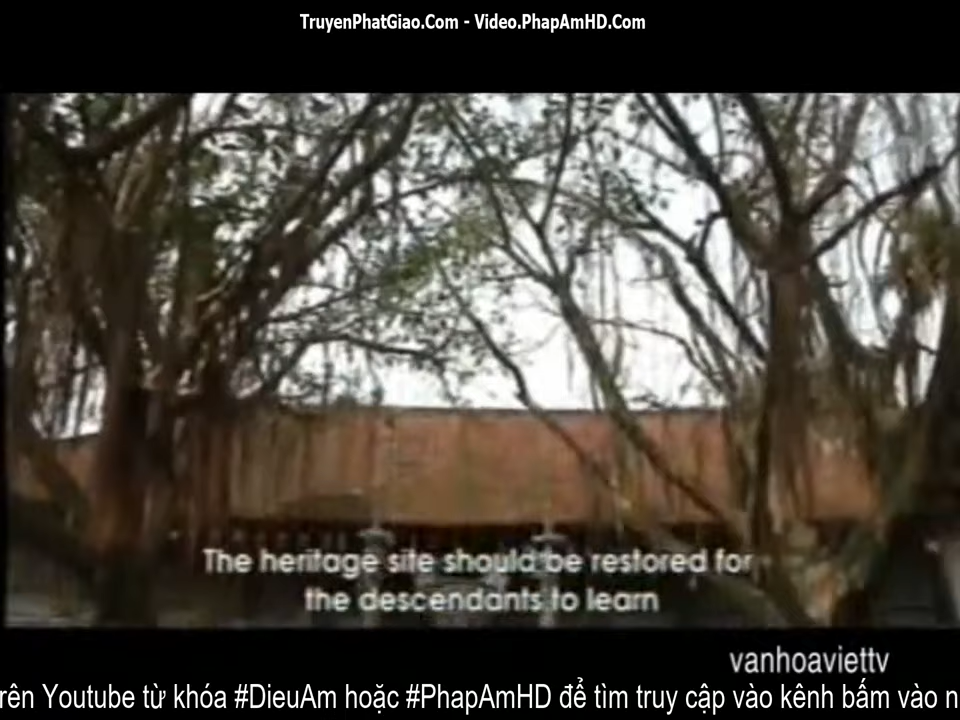 TruyenPhatGiao.Com - Video.PhapAmHD.Com
The heritage site should be restored for
the descendants to learn
vanhoaviettv
rên Youtube từ khóa #DieuAm hoặc #PhapAmHD để tìm truy cập vào kênh bấm vào n